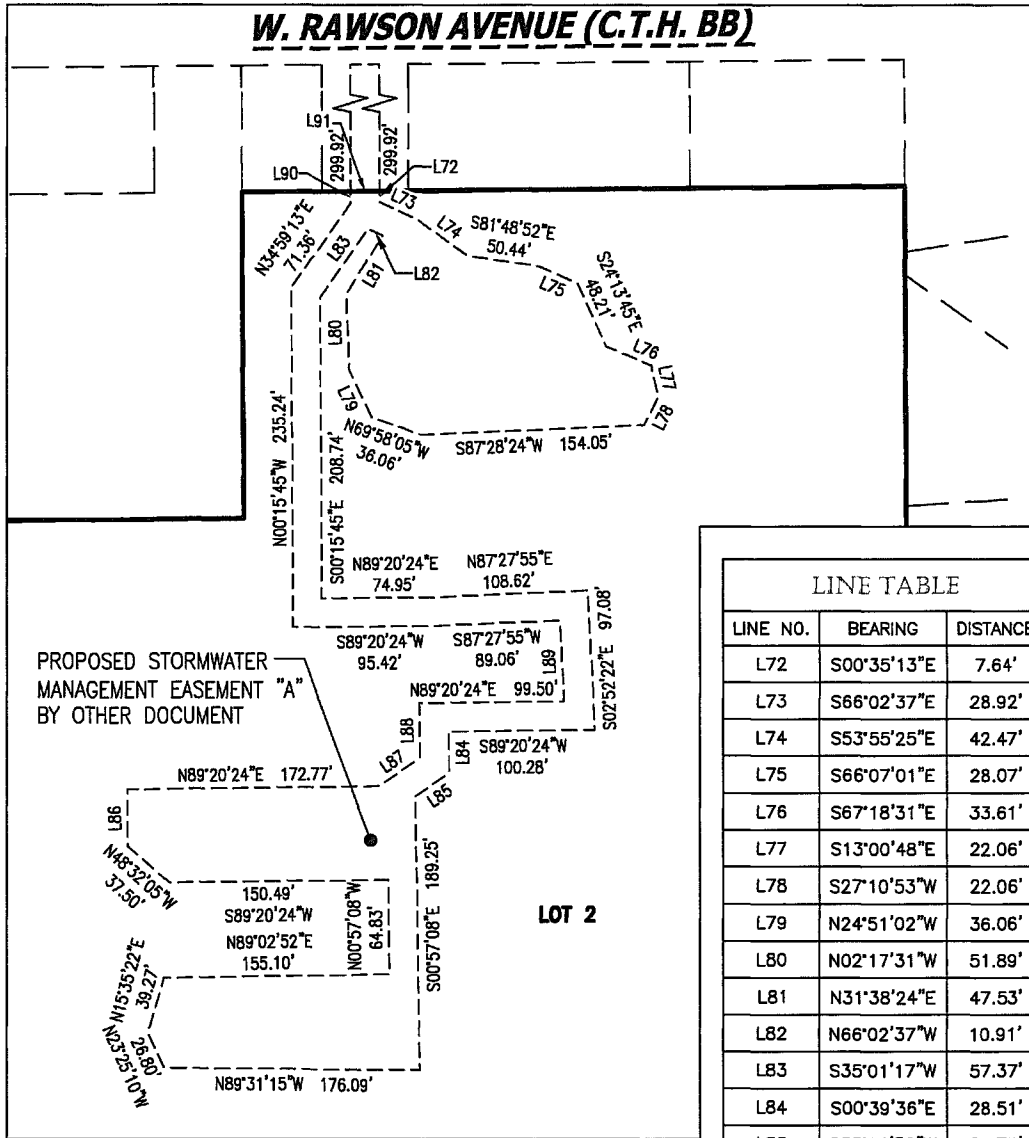 W. RAWSON AVENUE (C.T.H. BB)
L91
299.92'
299.92'
L90
L72
L73
N34°59'13"E
71.36'
L83
L74
S81°48'52"E
50.44'
L81
L82
L75
S24°13'45"E
48.21'
L80
L76
L77
L79
L78
N69°58'05"W
36.06'
S87°28'24"W 154.05'
N00°15'45"W 235.24'
S00°15'45"E 208.74'
N89°20'24"E
74.95'
N87°27'55"E
108.62'
S02°52'22"E 97.08'
S89°20'24"W
95.42'
S87°27'55"W
89.06'
L89
PROPOSED STORMWATER
MANAGEMENT EASEMENT "A"
BY OTHER DOCUMENT
N89°20'24"E 99.50'
L88
L84
S89°20'24"W
100.28'
L87
L85
N89°20'24"E 172.77'
L86
N48°32'05"W
37.50'
150.49'
S89°20'24"W
N89°02'52"E
155.10'
N00°57'08"W
64.83'
S00°57'08"E 189.25'
LOT 2
N15°35'22"E
39.27'
N23°25'10"W
26.80'
N89°31'15"W 176.09'
LINE TABLE
LINE NO. BEARING DISTANCE
L72 S00°35'13"E 7.64'
L73 S66°02'37"E 28.92'
L74 S53°55'25"E 42.47'
L75 S66°07'01"E 28.07'
L76 S67°18'31"E 33.61'
L77 S13°00'48"E 22.06'
L78 S27°10'53"W 22.06'
L79 N24°51'02"W 36.06'
L80 N02°17'31"W 51.89'
L81 N31°38'24"E 47.53'
L82 N66°02'37"W 10.91'
L83 S35°01'17"W 57.37'
L84 S00°39'36"E 28.51'